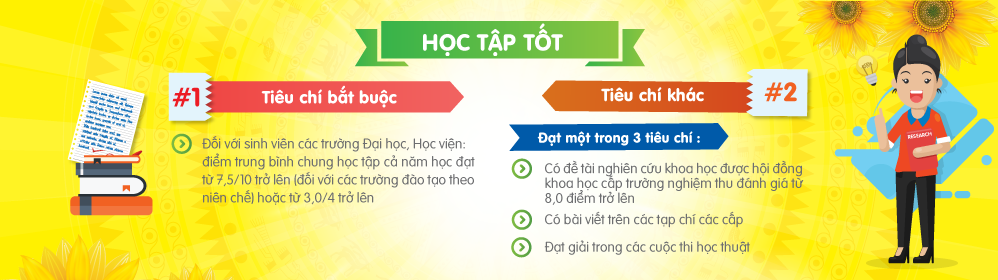 HỌC TẬP TỐT
#1
Tiêu chí bắt buộc
Đối với sinh viên các trường Đại học, Học viện:
điểm trung bình chung học tập cả năm học đạt
từ 7,5/10 trở lên (đối với các trường đào tạo theo
niên chế) hoặc từ 3,0/4 trở lên
Tiêu chí khác
#2
Đạt một trong 3 tiêu chí :
Có đề tài nghiên cứu khoa học được hội đồng
khoa học cấp trường nghiệm thu đánh giá từ
8,0 điểm trở lên
Có bài viết trên các tạp chí các cấp
Đạt giải trong các cuộc thi học thuật
RESEARCH